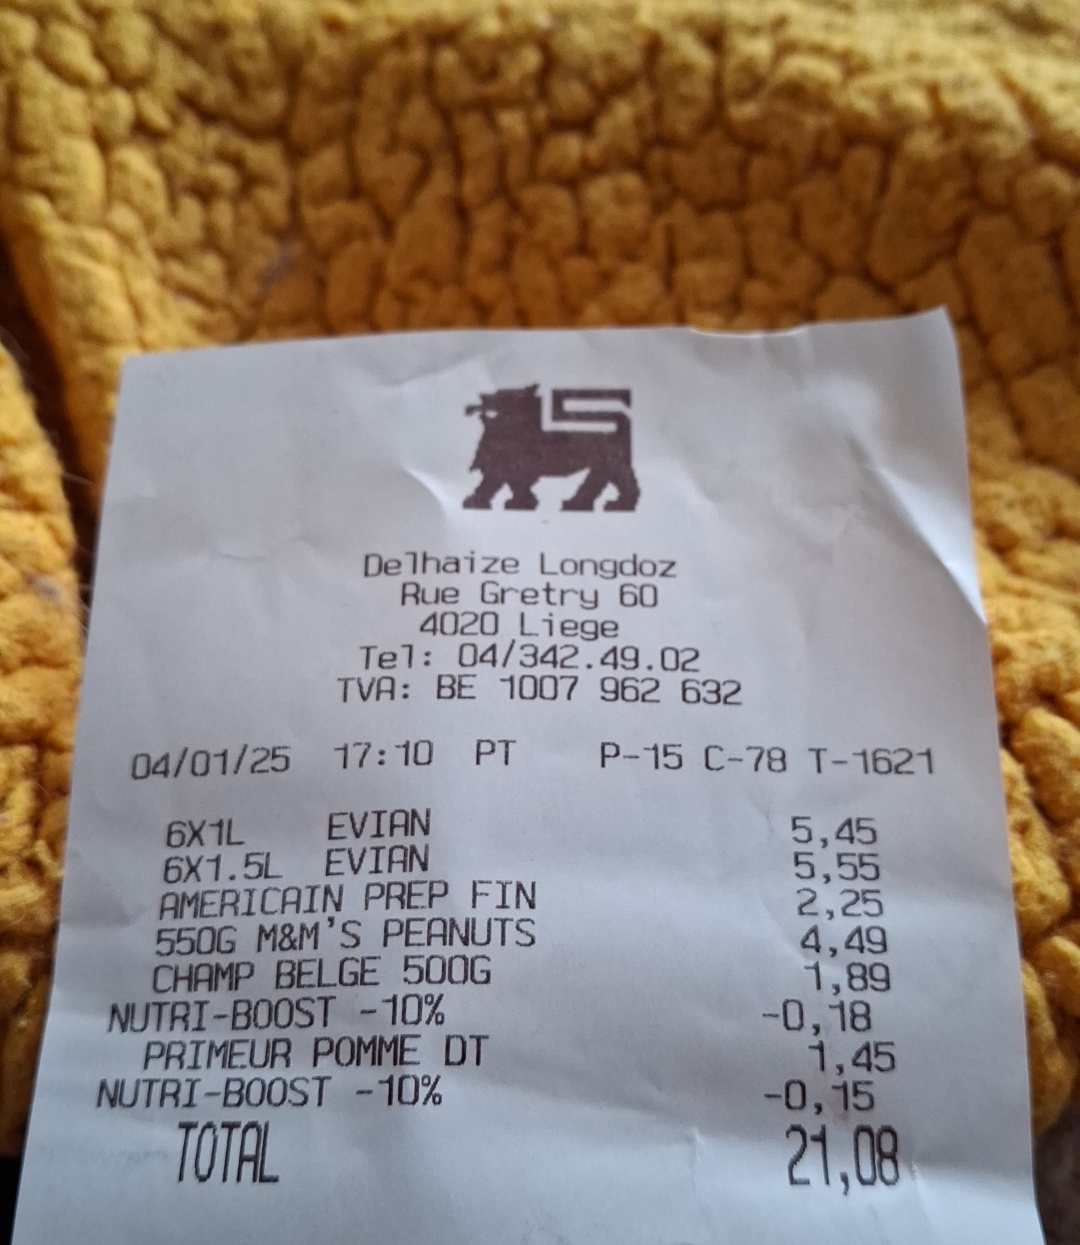 Delhaize Longdoz
Rue Gretry 60
4020 Liege
Tel: 04/342.49.02
TVA: BE 1007 962 632
04/01/25 17:10 PT P-15 C-78 T-1621
6X1L EVIAN 5,45
6X1.5L EVIAN 5,55
AMERICAIN PREP FIN 2,25
550G M&M'S PEANUTS 4,49
CHAMP BELGE 500G 1,89
NUTRI-BOOST -10% -0,18
PRIMEUR POMME DT 1,45
NUTRI-BOOST -10% -0,15
TOTAL 21,08